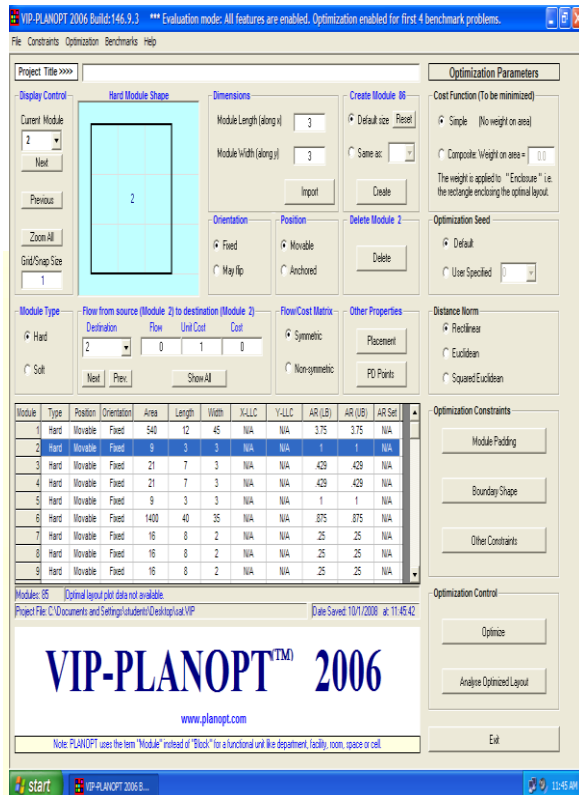 VIP-PLANOPT 2006 Build:146.9.3 *** Evaluation mode: All features are enabled. Optimization enabled for first 4 benchmark problems.
File Constraints Optimization Benchmarks Help
Project Title >>>>
Optimization Parameters
Display Control
Current Module
2
Next
Previous
Zoom All
Grid/Snap Size
1
Hard Module Shape
2
Dimensions
Module Length (along x) 3
Module Width (along y) 3
Import
Create Module 86
Default size Reset
Same as:
Create
Cost Function (To be minimized)
Simple (No weight on area)
Composite: Weight on area = 0.0
The weight is applied to "Enclosure" i.e.
the rectangle enclosing the optimal layout.
Orientation
Fixed
May flip
Position
Movable
Anchored
Delete Module 2
Delete
Optimization Seed
Default
User Specified 0
Module Type
Hard
Soft
Flow from source (Module 2) to destination (Module 2)
Destination Flow Unit Cost Cost
2 0 1 0
Next Prev. Show All
Flow/Cost Matrix
Symmetric
Non-symmetric
Other Properties
Placement
PD Points
Distance Norm
Rectilinear
Euclidean
Squared Euclidean
Module Type Position Orientation Area Length Width X-LLC Y-LLC AR (LB) AR (UB) AR Set
1 Hard Movable Fixed 540 12 45 N/A N/A 3.75 3.75 N/A
2 Hard Movable Fixed 9 3 3 N/A N/A 1 1 N/A
3 Hard Movable Fixed 21 7 3 N/A N/A .429 .429 N/A
4 Hard Movable Fixed 21 7 3 N/A N/A .429 .429 N/A
5 Hard Movable Fixed 9 3 3 N/A N/A 1 1 N/A
6 Hard Movable Fixed 1400 40 35 N/A N/A .875 .875 N/A
7 Hard Movable Fixed 16 8 2 N/A N/A .25 .25 N/A
8 Hard Movable Fixed 16 8 2 N/A N/A .25 .25 N/A
9 Hard Movable Fixed 16 8 2 N/A N/A .25 .25 N/A
Optimization Constraints
Module Padding
Boundary Shape
Other Constraints
Modules: 85 Optimal layout plot data not available.
Project File: C:\Documents and Settings\students\Desktop\sat.VIP Date Saved: 10/1/2008 at: 11:45:42
Optimization Control
Optimize
Analyse Optimized Layout
Exit
VIP-PLANOPT(TM) 2006
www.planopt.com
Note: PLANOPT uses the term "Module" instead of "Block" for a functional unit like department, facility, room, space or cell.
start
VIP-PLANOPT 2006 B...
11:45 AM